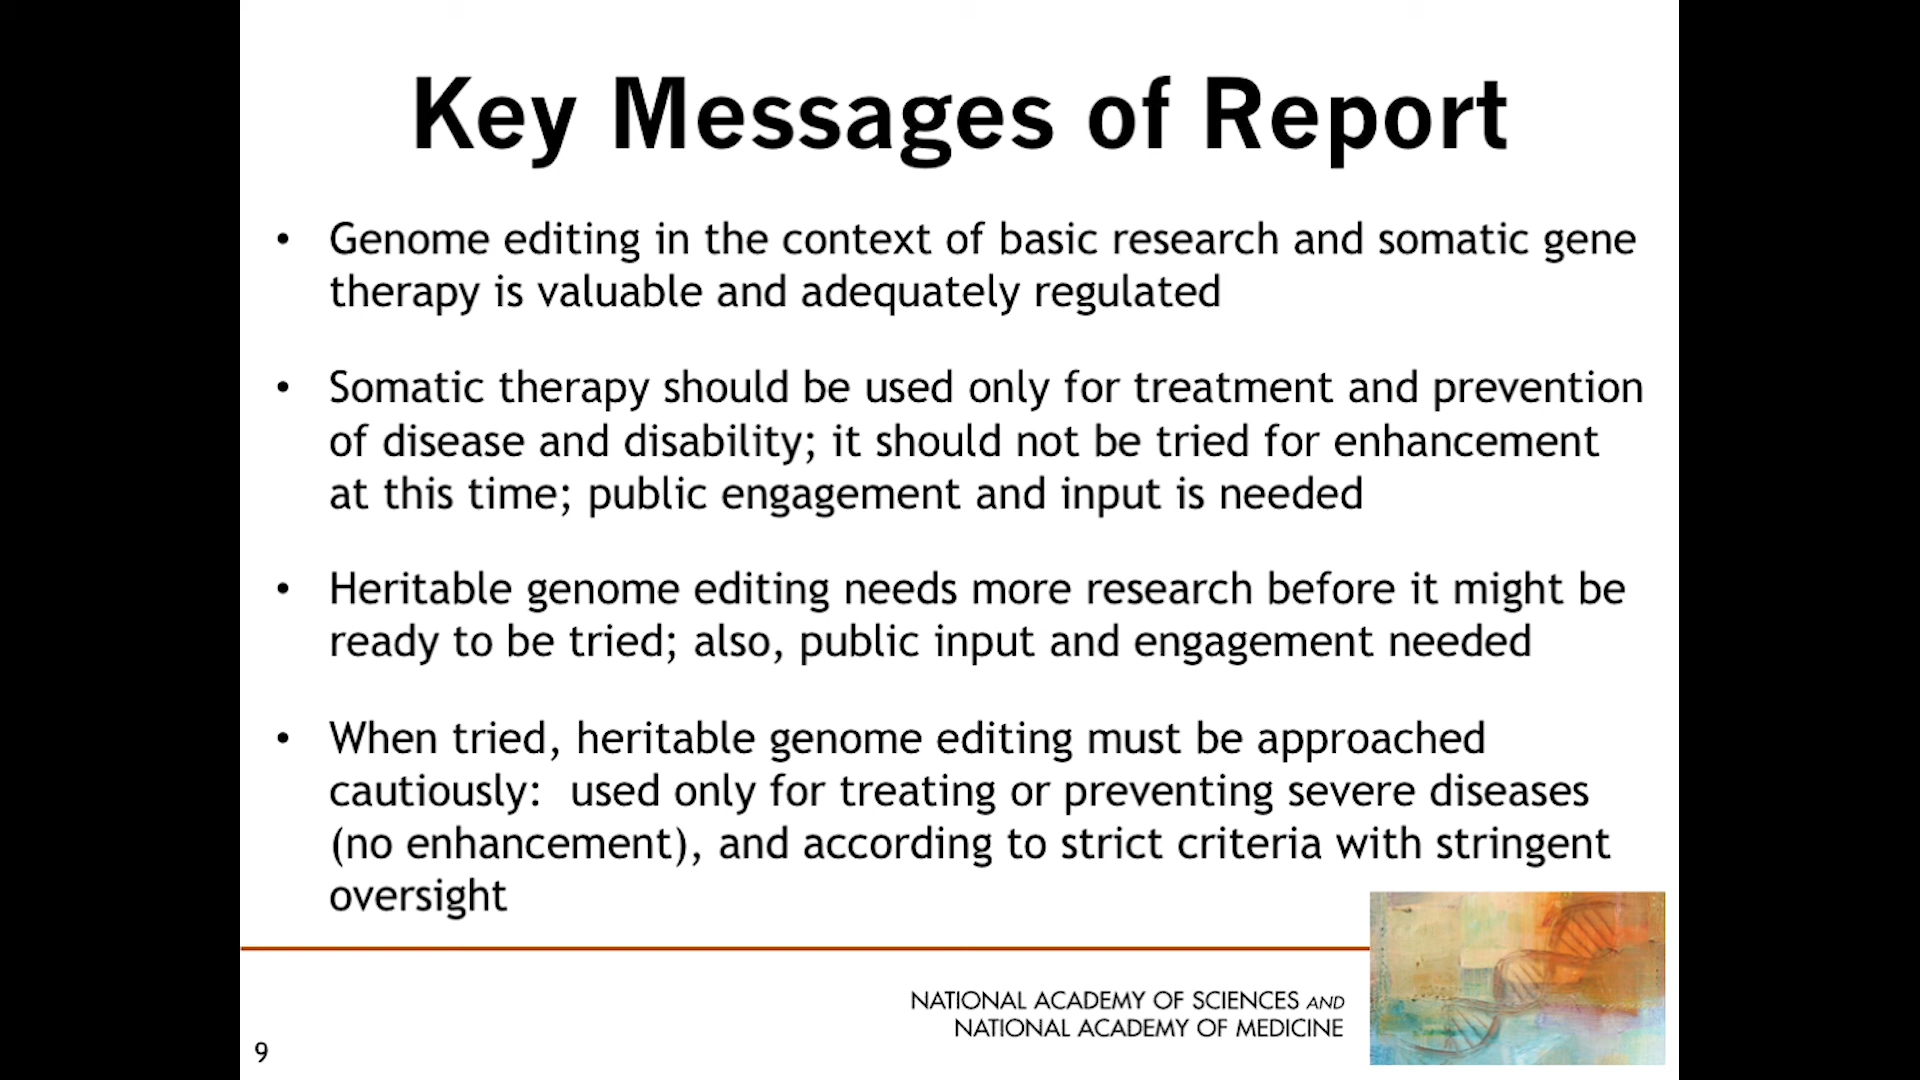 Key Messages of Report
• Genome editing in the context of basic research and somatic gene
therapy is valuable and adequately regulated
• Somatic therapy should be used only for treatment and prevention
of disease and disability; it should not be tried for enhancement
at this time; public engagement and input is needed
• Heritable genome editing needs more research before it might be
ready to be tried; also, public input and engagement needed
• When tried, heritable genome editing must be approached
cautiously:  used only for treating or preventing severe diseases
(no enhancement), and according to strict criteria with stringent
oversight
NATIONAL ACADEMY OF SCIENCES AND
NATIONAL ACADEMY OF MEDICINE
9